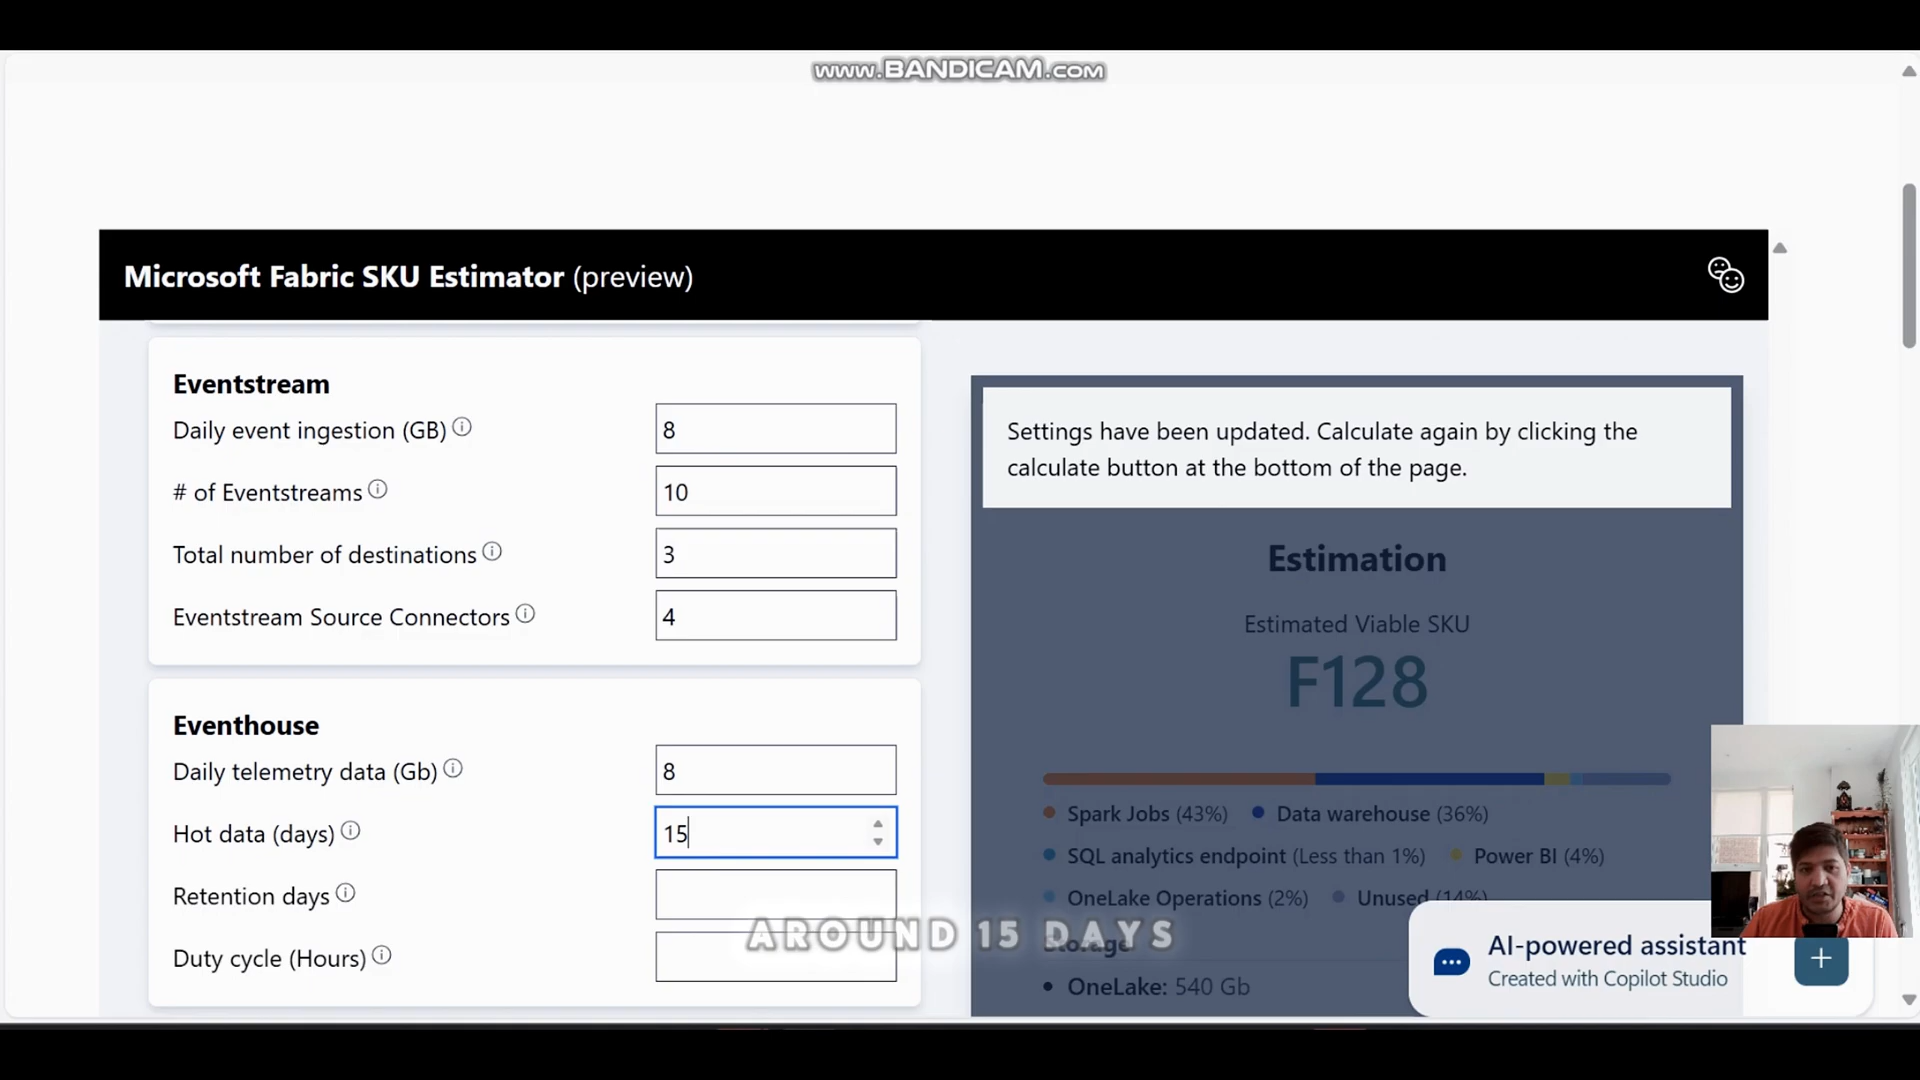 www.BANDICAM.com
Microsoft Fabric SKU Estimator (preview)
Eventstream
Daily event ingestion (GB)
8
# of Eventstreams
10
Total number of destinations
3
Eventstream Source Connectors
4
Eventhouse
Daily telemetry data (Gb)
8
Hot data (days)
15
Retention days
Duty cycle (Hours)
Settings have been updated. Calculate again by clicking the
calculate button at the bottom of the page.
Estimation
Estimated Viable SKU
F128
Spark Jobs (43%) Data warehouse (36%)
SQL analytics endpoint (Less than 1%) Power BI (4%)
OneLake Operations (2%) Unused (14%)
Storage
• OneLake: 540 Gb
AROUND 15 DAYS
AI-powered assistant
Created with Copilot Studio